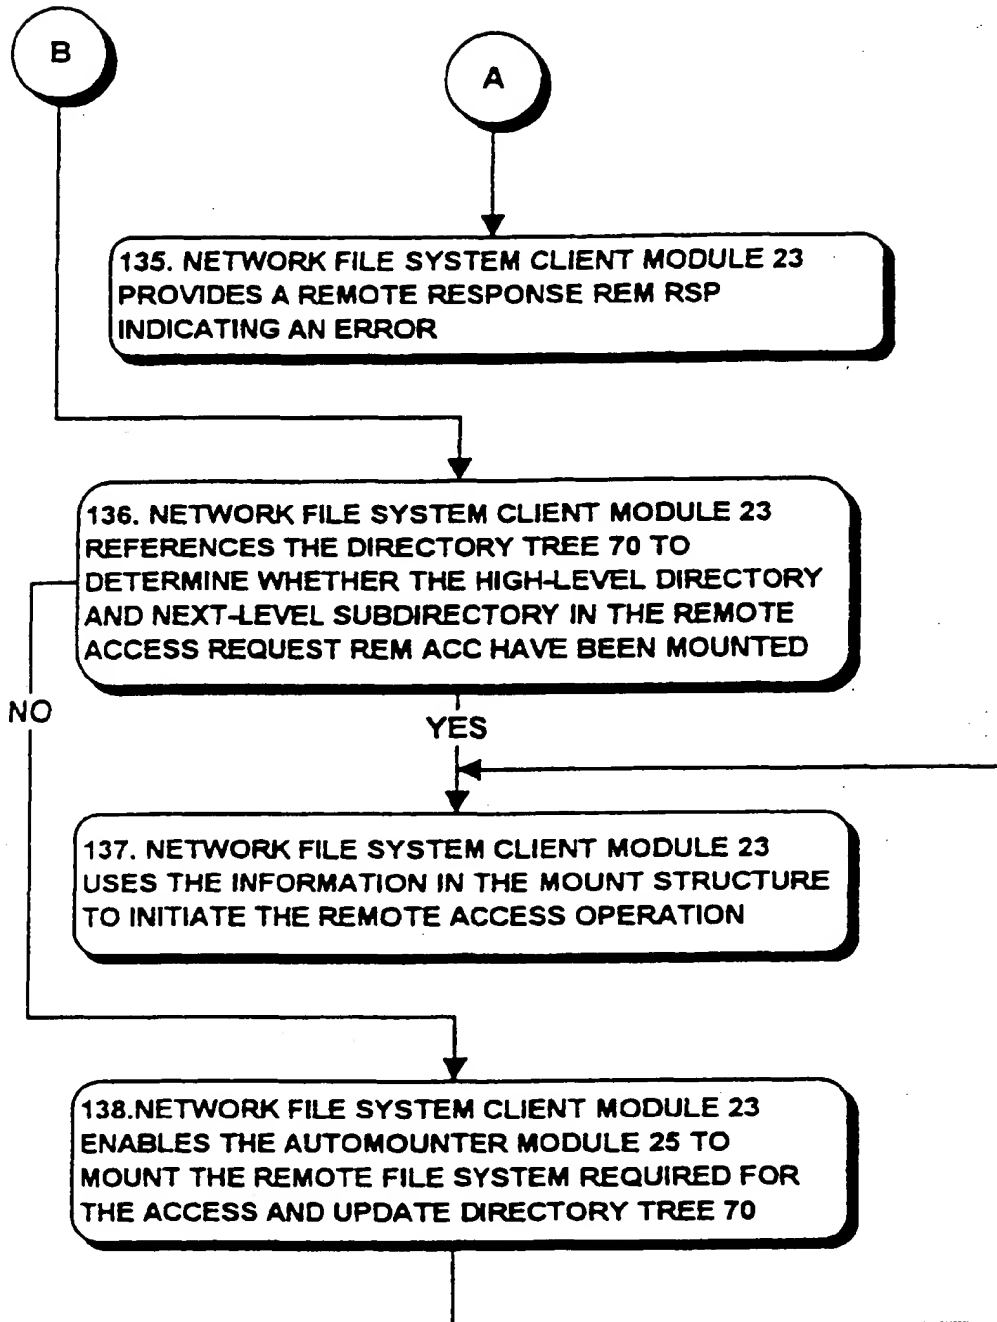 B
A
135. NETWORK FILE SYSTEM CLIENT MODULE 23
PROVIDES A REMOTE RESPONSE REM RSP
INDICATING AN ERROR
136. NETWORK FILE SYSTEM CLIENT MODULE 23
REFERENCES THE DIRECTORY TREE 70 TO
DETERMINE WHETHER THE HIGH-LEVEL DIRECTORY
AND NEXT-LEVEL SUBDIRECTORY IN THE REMOTE
ACCESS REQUEST REM ACC HAVE BEEN MOUNTED
NO
YES
137. NETWORK FILE SYSTEM CLIENT MODULE 23
USES THE INFORMATION IN THE MOUNT STRUCTURE
TO INITIATE THE REMOTE ACCESS OPERATION
138.NETWORK FILE SYSTEM CLIENT MODULE 23
ENABLES THE AUTOMOUNTER MODULE 25 TO
MOUNT THE REMOTE FILE SYSTEM REQUIRED FOR
THE ACCESS AND UPDATE DIRECTORY TREE 70